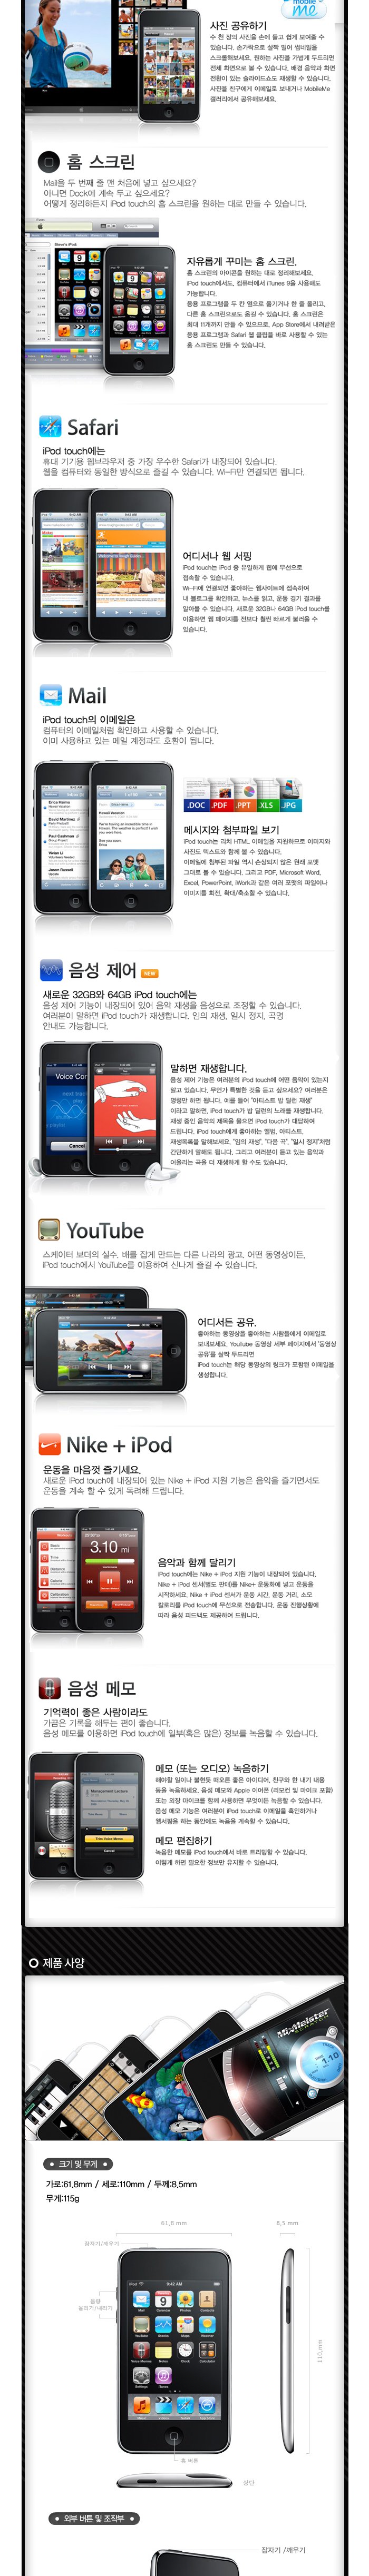 mobile
me
사진 공유하기
수 천 장의 사진을 손에 들고 쉽게 보여줄 수
있습니다. 손가락으로 살짝 밀어 썸네일을
스크롤해보세요. 원하는 사진을 가볍게 두드리면
전체 화면으로 볼 수 있습니다. 배경 음악과 화면
전환이 있는 슬라이드쇼도 재생할 수 있습니다.
사진을 친구에게 이메일로 보내거나 MobileMe
갤러리에서 공유해보세요.
홈 스크린
Mail을 두 번째 줄 맨 처음에 넣고 싶으세요?
아니면 Dock에 계속 두고 싶으세요?
어떻게 정리하든지 iPod touch의 홈 스크린을 원하는 대로 만들 수 있습니다.
자유롭게 꾸미는 홈 스크린.
홈 스크린의 아이콘을 원하는 대로 정리해보세요.
iPod touch에서도, 컴퓨터에서 iTunes 9을 사용해도
가능합니다.
응용 프로그램을 두 칸 옆으로 옮기거나 한 줄 올리고,
다른 홈 스크린으로도 옮길 수 있습니다. 홈 스크린은
최대 11개까지 만들 수 있으므로, App Store에서 내려받은
응용 프로그램과 Safari 웹 클립을 바로 사용할 수 있는
홈 스크린도 만들 수 있습니다.
Safari
iPod touch에는
휴대 기기용 웹브라우저 중 가장 우수한 Safari가 내장되어 있습니다.
웹을 컴퓨터와 동일한 방식으로 즐길 수 있습니다. Wi-Fi만 연결되면 됩니다.
어디서나 웹 서핑
iPod touch는 iPod 중 유일하게 웹에 무선으로
접속할 수 있습니다.
Wi-Fi에 연결되면 좋아하는 웹사이트에 접속하여
내 블로그를 확인하고, 뉴스를 읽고, 운동 경기 결과를
알아볼 수 있습니다. 새로운 32GB나 64GB iPod touch를
이용하면 웹 페이지를 전보다 훨씬 빠르게 불러올 수
있습니다.
Mail
iPod touch의 이메일은
컴퓨터의 이메일처럼 확인하고 사용할 수 있습니다.
이미 사용하고 있는 메일 계정과도 호환이 됩니다.
.DOC .PDF .PPT .XLS .JPG
메시지와 첨부파일 보기
iPod touch는 리치 HTML 이메일을 지원하므로 이미지와
사진도 텍스트와 함께 볼 수 있습니다.
이메일에 첨부된 파일 역시 손상되지 않은 원래 포맷
그대로 볼 수 있습니다. 그리고 PDF, Microsoft Word,
Excel, PowerPoint, iWork과 같은 여러 포맷의 파일이나
이미지를 회전, 확대/축소할 수 있습니다.
음성 제어 NEW
새로운 32GB와 64GB iPod touch에는
음성 제어 기능이 내장되어 있어 음악 재생을 음성으로 조정할 수 있습니다.
여러분이 말하면 iPod touch가 재생합니다. 임의 재생, 일시 정지, 곡명
안내도 가능합니다.
Voice Con
next track
Cancel
말하면 재생합니다.
음성 제어 기능은 여러분의 iPod touch에 어떤 음악이 있는지
알고 있습니다. 무언가 특별한 것을 듣고 싶으세요? 여러분은
명령만 하면 됩니다. 예를 들어 "아티스트 밥 딜런 재생"
이라고 말하면, iPod touch가 밥 딜런의 노래를 재생합니다.
재생 중인 음악의 제목을 물으면 iPod touch가 대답하여
드립니다. iPod touch에게 좋아하는 앨범, 아티스트,
재생목록을 말해보세요. "임의 재생", "다음 곡", "일시 정지"처럼
간단하게 말해도 됩니다. 그리고 여러분이 듣고 있는 음악과
어울리는 곡을 더 재생하게 할 수도 있습니다.
YouTube
스케이터 보더의 실수, 배를 잡게 만드는 다른 나라의 광고, 어떤 동영상이든,
iPod touch에서 YouTube를 이용하여 신나게 즐길 수 있습니다.
어디서든 공유.
좋아하는 동영상을 좋아하는 사람들에게 이메일로
보내보세요. YouTube 동영상 세부 페이지에서 '동영상
공유'를 살짝 두드리면
iPod touch는 해당 동영상의 링크가 포함된 이메일을
생성합니다.
Nike + iPod
운동을 마음껏 즐기세요.
새로운 iPod touch에 내장되어 있는 Nike + iPod 지원 기능은 음악을 즐기면서도
운동을 계속 할 수 있게 독려해 드립니다.
3.10 mi
음악과 함께 달리기
iPod touch에는 Nike + iPod 지원 기능이 내장되어 있습니다.
Nike + iPod 센서(별도 판매)를 Nike+ 운동화에 넣고 운동을
시작하세요. Nike + iPod 센서가 운동 시간, 운동 거리, 소모
칼로리를 iPod touch에 무선으로 전송합니다. 운동 진행상황에
따라 음성 피드백도 제공하여 드립니다.
음성 메모
기억력이 좋은 사람이라도
가끔은 기록을 해두는 편이 좋습니다.
음성 메모를 이용하면 iPod touch에 일부(혹은 많은) 정보를 녹음할 수 있습니다.
Management Lecture
Trim Voice Memo
Cancel
메모 (또는 오디오) 녹음하기
해야할 일이나 불현듯 떠오른 좋은 아이디어, 친구와 한 내기 내용
등을 녹음하세요. 음성 메모와 Apple 이어폰 (리모컨 및 마이크 포함)
또는 외장 마이크를 함께 사용하면 무엇이든 녹음할 수 있습니다.
음성 메모 기능은 여러분이 iPod touch로 이메일을 확인하거나
웹서핑을 하는 동안에도 녹음을 계속할 수 있습니다.
메모 편집하기
녹음한 메모를 iPod touch에서 바로 트리밍할 수 있습니다.
이렇게 하면 필요한 정보만 유지할 수 있습니다.
제품 사양
MixMeister
SCRATCH
1:10
크기 및 무게
가로:61.8mm / 세로:110mm / 두께:8.5mm
무게:115g
61.8 mm
8.5 mm
잠자기/깨우기
음량
올리기/내리기
110.mm
홈 버튼
상단
외부 버튼 및 조작부
잠자기 /깨우기